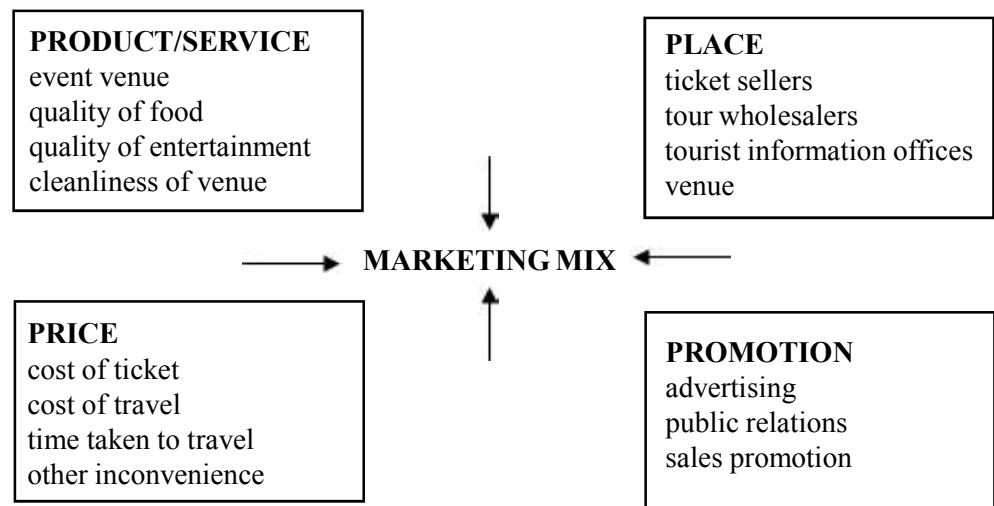 PRODUCT/SERVICE
event venue
quality of food
quality of entertainment
cleanliness of venue
PLACE
ticket sellers
tour wholesalers
tourist information offices
venue
MARKETING MIX
PRICE
cost of ticket
cost of travel
time taken to travel
other inconvenience
PROMOTION
advertising
public relations
sales promotion